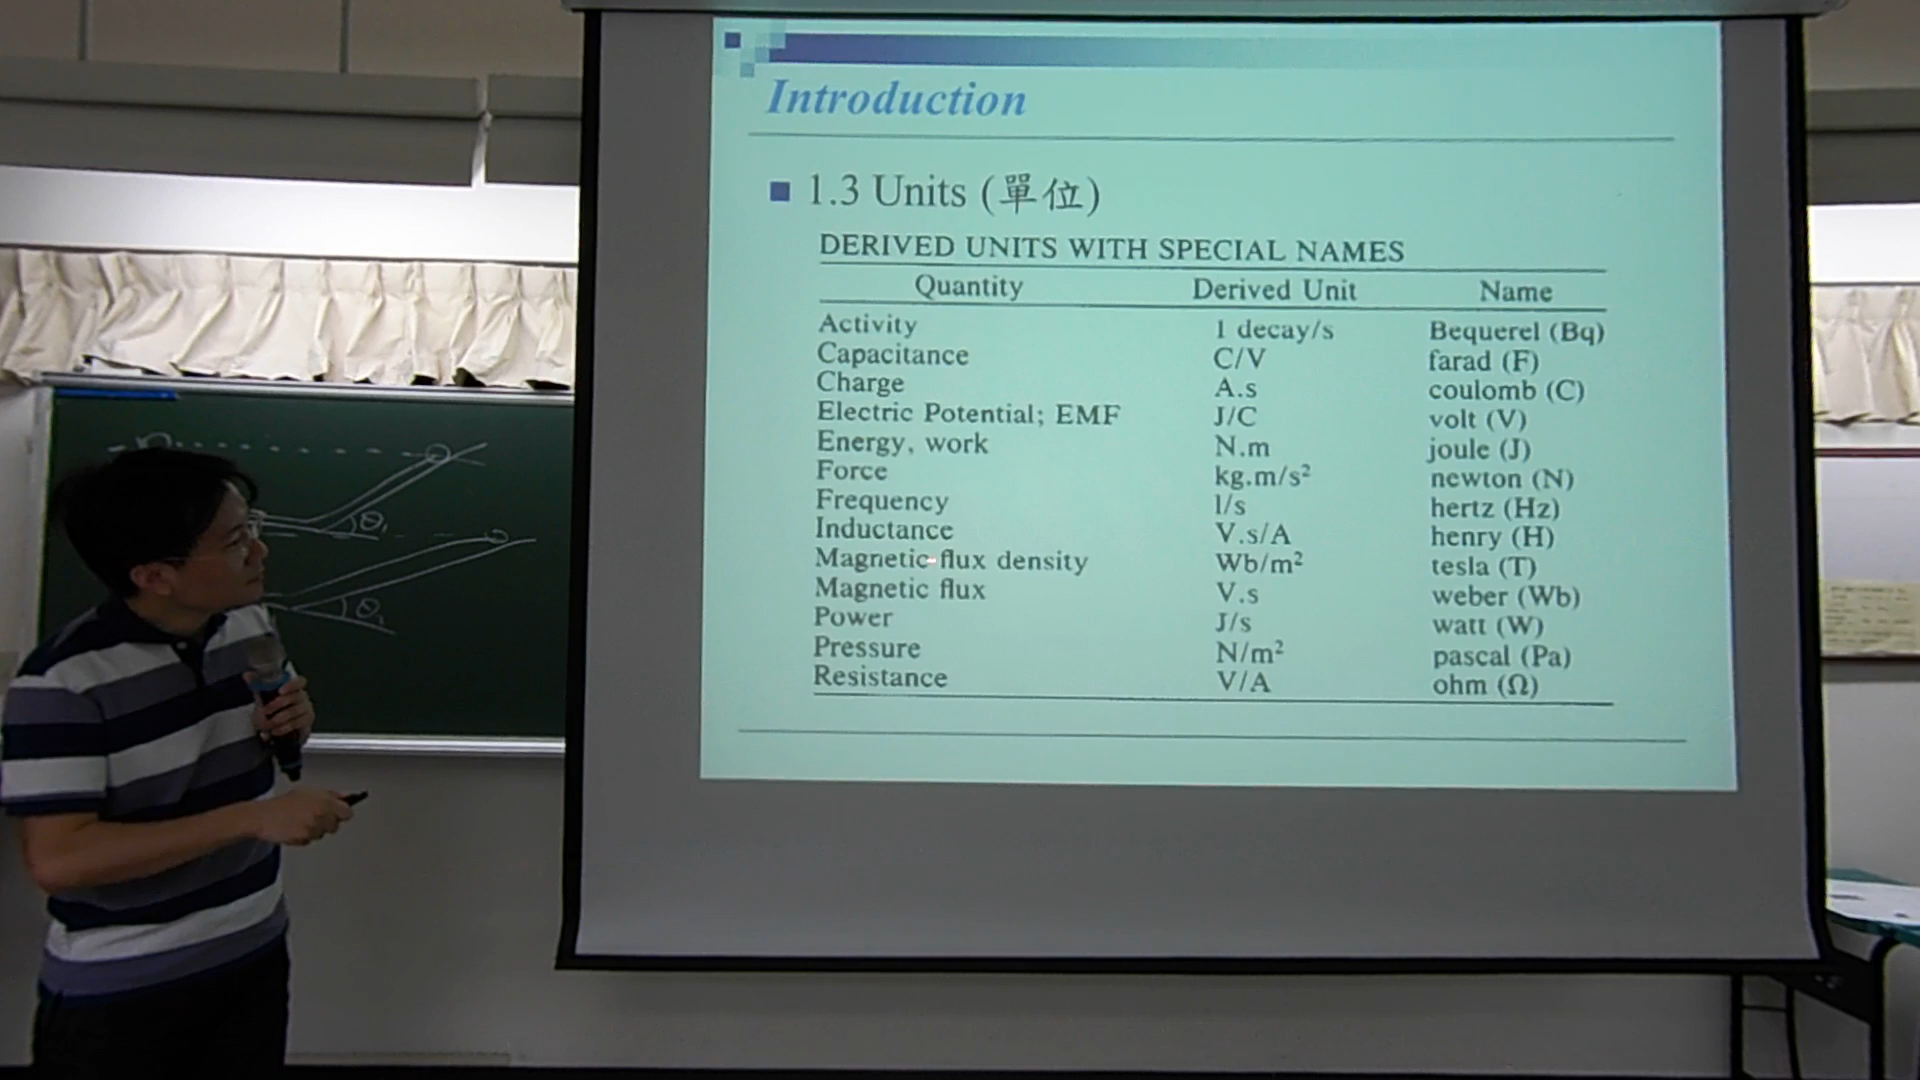 Introduction
1.3 Units (單位)
DERIVED UNITS WITH SPECIAL NAMES
Quantity Derived Unit Name
Activity 1 decay/s Bequerel (Bq)
Capacitance C/V farad (F)
Charge A.s coulomb (C)
Electric Potential; EMF J/C volt (V)
Energy, work N.m joule (J)
Force kg.m/s² newton (N)
Frequency 1/s hertz (Hz)
Inductance V.s/A henry (H)
Magnetic-flux density Wb/m² tesla (T)
Magnetic flux V.s weber (Wb)
Power J/s watt (W)
Pressure N/m² pascal (Pa)
Resistance V/A ohm (Ω)
θ₁
θ₂